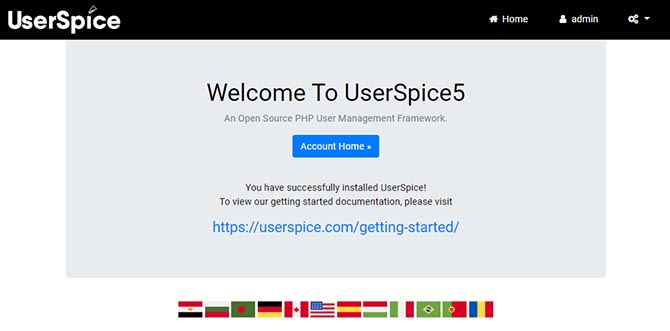 UserSpice
Home
admin
Welcome To UserSpice5
An Open Source PHP User Management Framework.
Account Home »
You have successfully installed UserSpice!
To view our getting started documentation, please visit
https://userspice.com/getting-started/